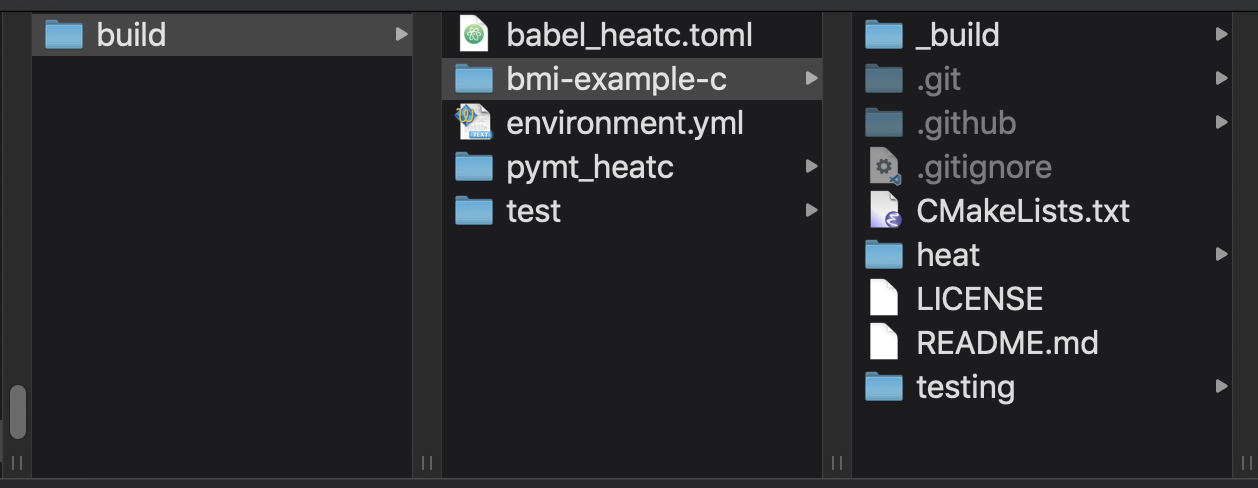 build
babel_heatc.toml
bmi-example-c
environment.yml
pymt_heatc
test
_build
.git
.github
.gitignore
CMakeLists.txt
heat
LICENSE
README.md
testing